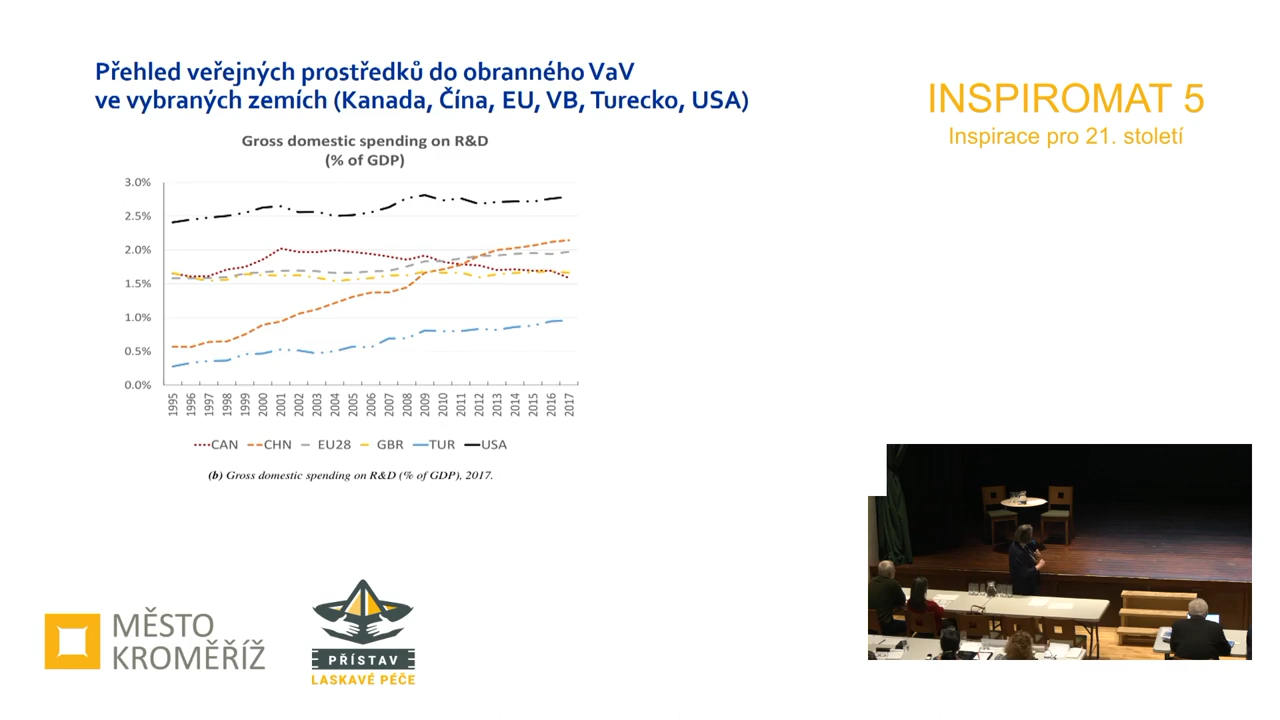 Přehled veřejných prostředků do obranného VaV
ve vybraných zemích (Kanada, Čína, EU, VB, Turecko, USA)
INSPIROMAT 5
Inspirace pro 21. století
Gross domestic spending on R&D
(% of GDP)
3.0%
2.5%
2.0%
1.5%
1.0%
0.5%
0.0%
1995 1996 1997 1998 1999 2000 2001 2002 2003 2004 2005 2006 2007 2008 2009 2010 2011 2012 2013 2014 2015 2016 2017
CAN CHN EU28 GBR TUR USA
(b) Gross domestic spending on R&D (% of GDP), 2017.
MĚSTO
KROMĚŘÍŽ
PŘÍSTAV
LASKAVÉ PÉČE